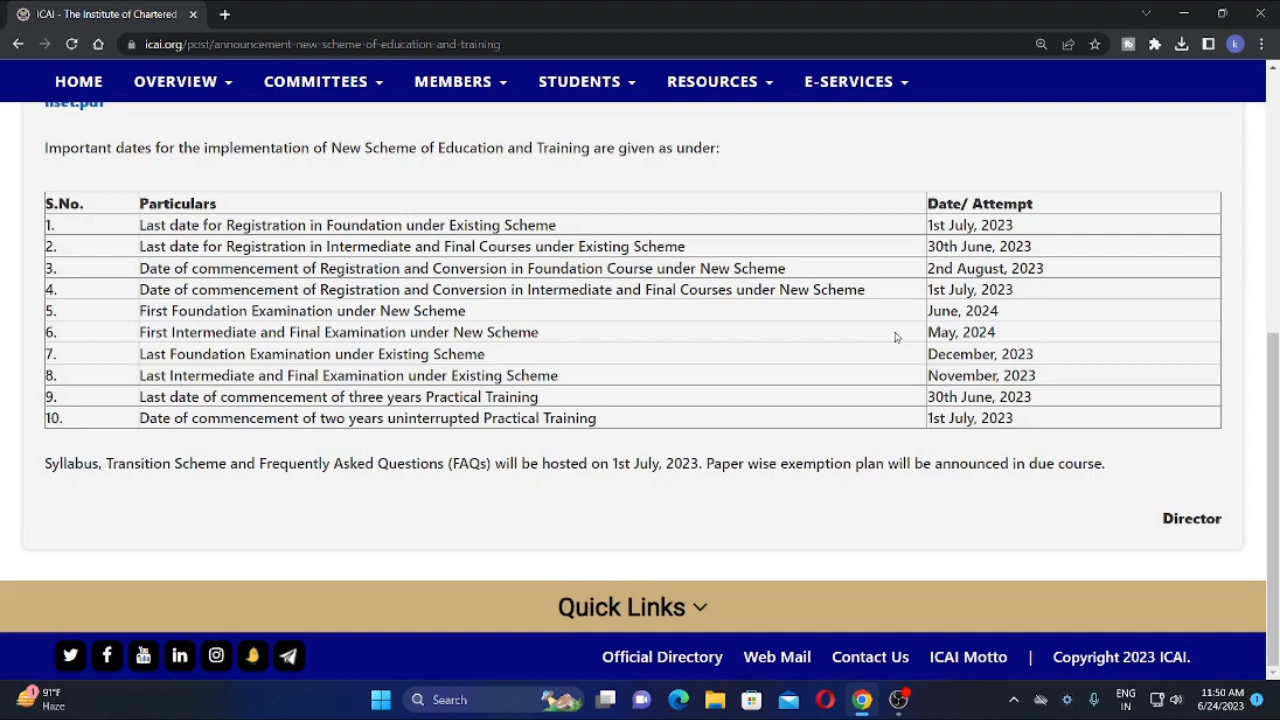 ICAI - The Institute of Chartered
icai.org/post/announcement-new-scheme-of-education-and-training
HOME OVERVIEW COMMITTEES MEMBERS STUDENTS RESOURCES E-SERVICES
nset.pdf
Important dates for the implementation of New Scheme of Education and Training are given as under:
S.No. Particulars Date/ Attempt
1. Last date for Registration in Foundation under Existing Scheme 1st July, 2023
2. Last date for Registration in Intermediate and Final Courses under Existing Scheme 30th June, 2023
3. Date of commencement of Registration and Conversion in Foundation Course under New Scheme 2nd August, 2023
4. Date of commencement of Registration and Conversion in Intermediate and Final Courses under New Scheme 1st July, 2023
5. First Foundation Examination under New Scheme June, 2024
6. First Intermediate and Final Examination under New Scheme May, 2024
7. Last Foundation Examination under Existing Scheme December, 2023
8. Last Intermediate and Final Examination under Existing Scheme November, 2023
9. Last date of commencement of three years Practical Training 30th June, 2023
10. Date of commencement of two years uninterrupted Practical Training 1st July, 2023
Syllabus, Transition Scheme and Frequently Asked Questions (FAQs) will be hosted on 1st July, 2023. Paper wise exemption plan will be announced in due course.
Director
Quick Links
Official Directory Web Mail Contact Us ICAI Motto | Copyright 2023 ICAI.
1 91°F Search ENG 11:50 AM
Haze IN 6/24/2023 1